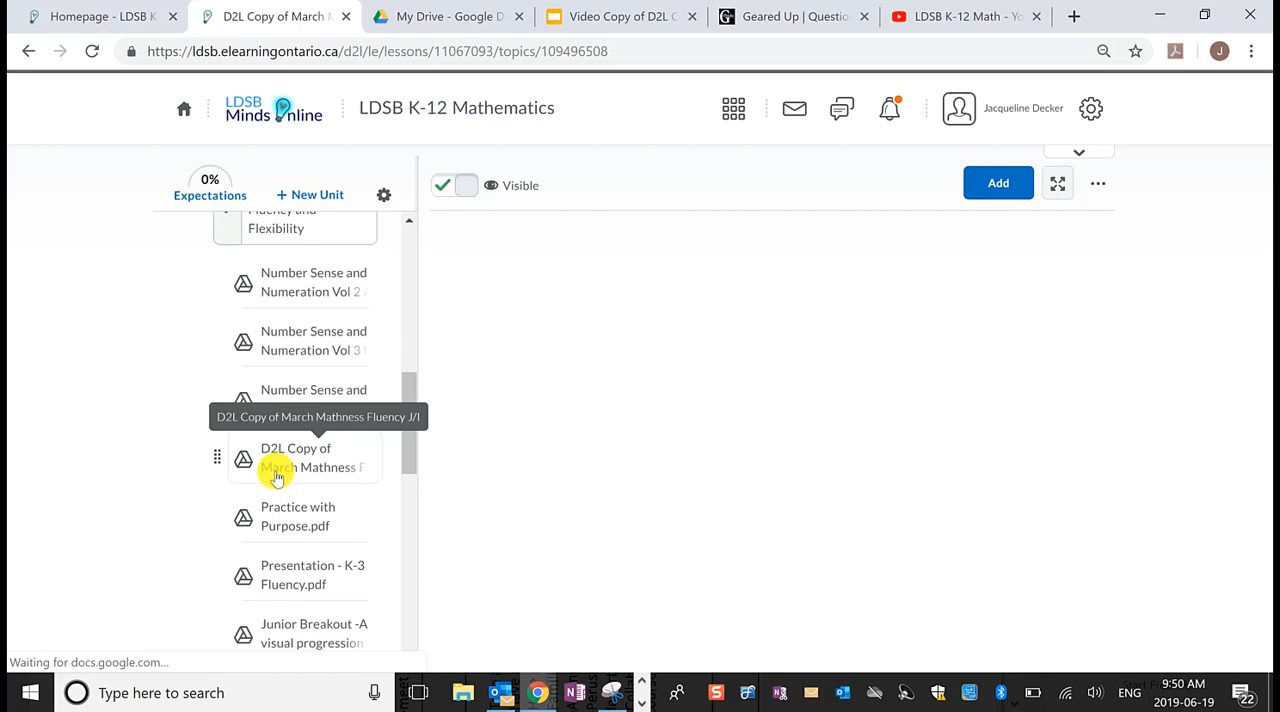 Homepage - LDSB K
D2L Copy of March M
My Drive - Google D
Video Copy of D2L C
Geared Up | Questio
LDSB K-12 Math - Yo
https://ldsb.elearningontario.ca/d2l/le/lessons/11067093/topics/109496508
J
LDSB
Minds Online
LDSB K-12 Mathematics
Jacqueline Decker
0%
Expectations
+ New Unit
Visible
Add
Fluency and
Flexibility
Number Sense and
Numeration Vol 2
Number Sense and
Numeration Vol 3
Number Sense and
D2L Copy of March Mathness Fluency J/I
D2L Copy of
March Mathness F
Practice with
Purpose.pdf
Presentation - K-3
Fluency.pdf
Junior Breakout -A
visual progression
Waiting for docs.google.com...
Type here to search
ENG
9:50 AM
2019-06-19
22